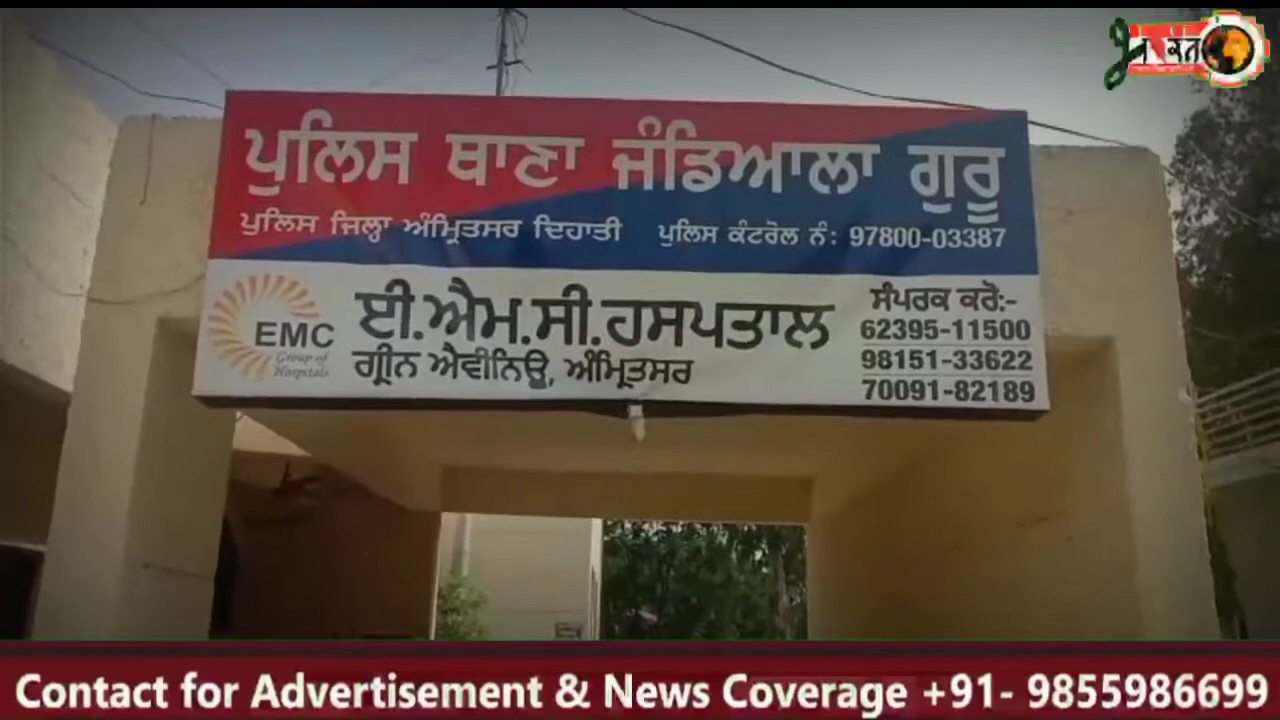 ਪੁਲਿਸ ਥਾਣਾ ਜੰਡਿਆਲਾ ਗੁਰੂ
ਪੁਲਿਸ ਜਿਲ੍ਹਾ ਅੰਮ੍ਰਿਤਸਰ ਦਿਹਾਤੀ ਪੁਲਿਸ ਕੰਟਰੋਲ ਨੰ: 97800-03387
EMC
Group of
Hospitals
ਈ.ਐਮ.ਸੀ.ਹਸਪਤਾਲ
ਗ੍ਰੀਨ ਐਵੀਨਿਊ, ਅੰਮ੍ਰਿਤਸਰ
ਸੰਪਰਕ ਕਰੋ:-
62395-11500
98151-33622
70091-82189
Contact for Advertisement & News Coverage +91- 9855986699